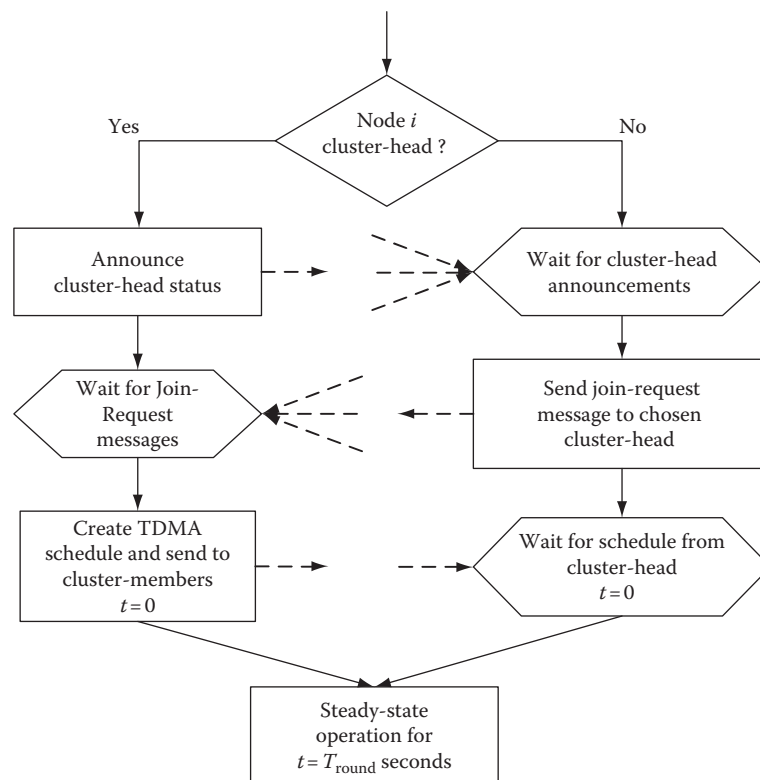 Node i
cluster-head ?
Yes
No
Announce
cluster-head status
Wait for cluster-head
announcements
Wait for Join-
Request
messages
Send join-request
message to chosen
cluster-head
Create TDMA
schedule and send to
cluster-members
t = 0
Wait for schedule from
cluster-head
t = 0
Steady-state
operation for
t = Tround seconds